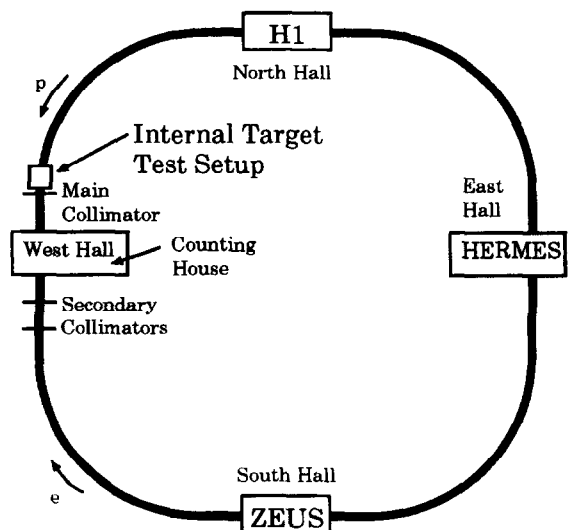 H1
North Hall
p
Internal Target
Test Setup
Main
Collimator
East
Hall
West Hall
Counting
House
HERMES
Secondary
Collimators
South Hall
e
ZEUS